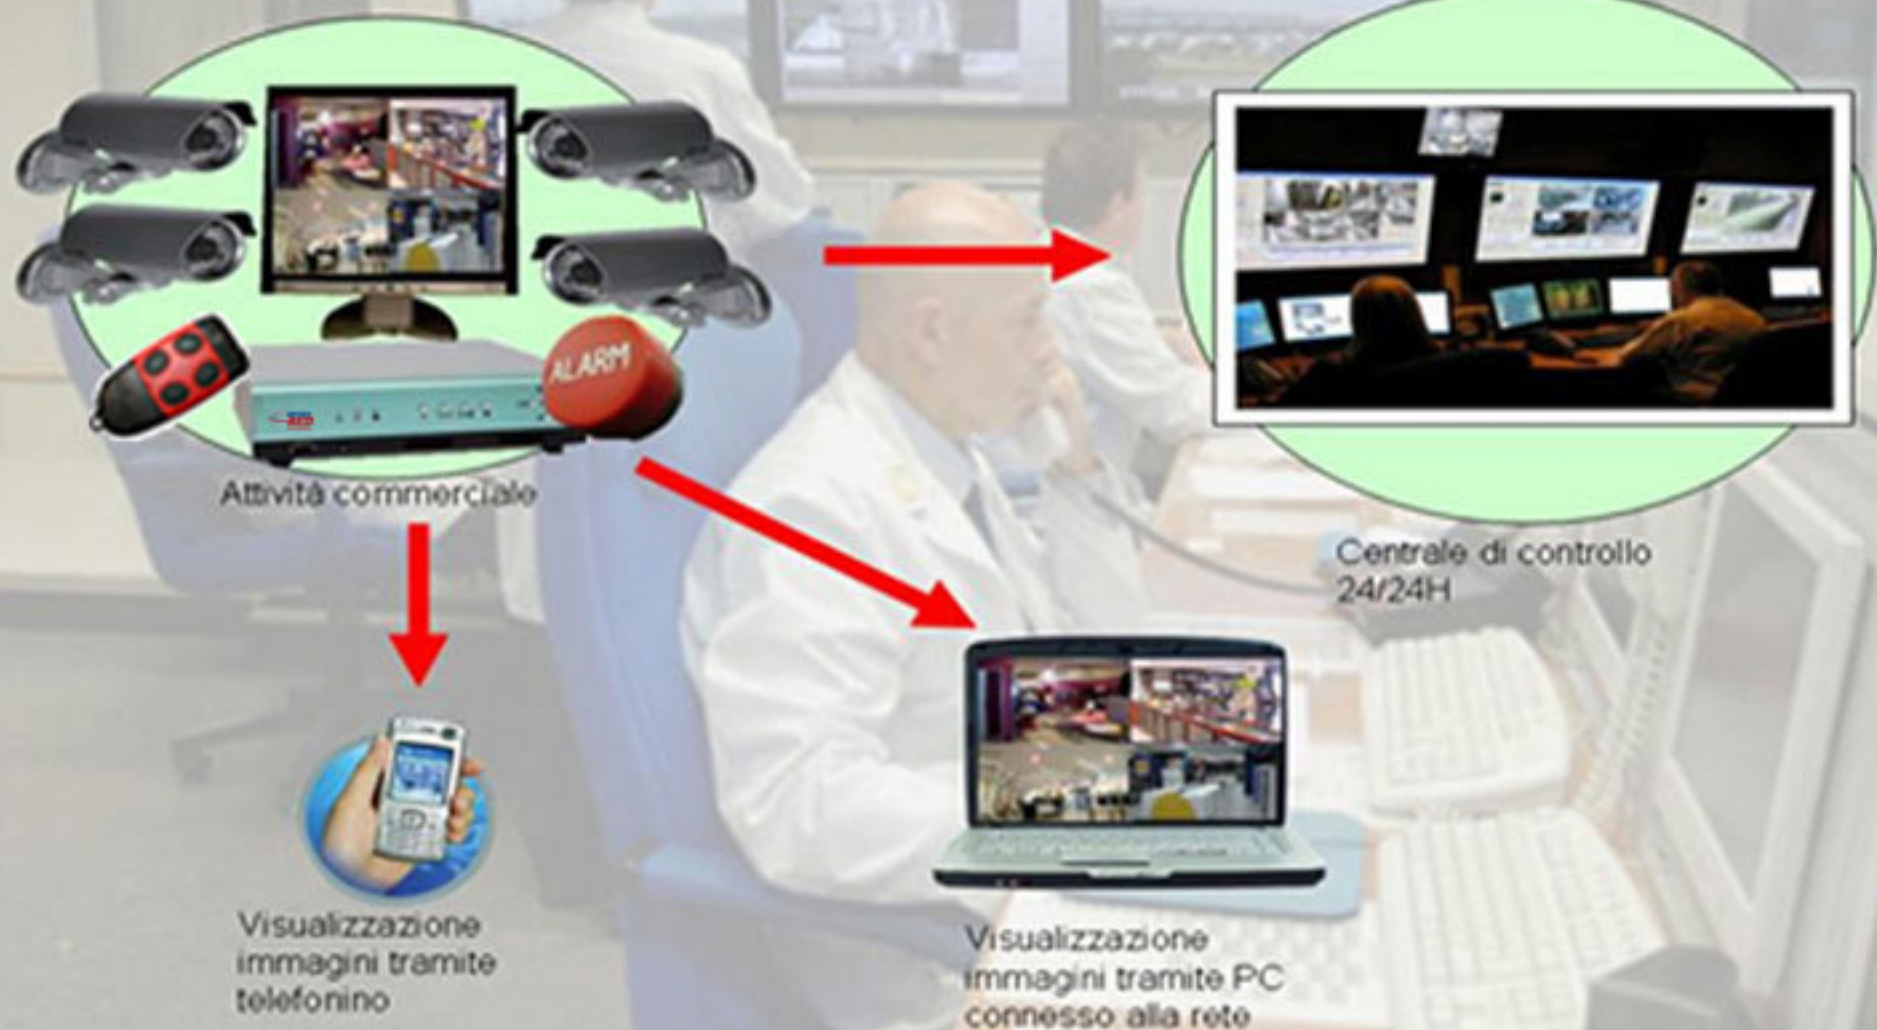 ALARM
Attività commerciale
Centrale di controllo
24/24H
Visualizzazione
immagini tramite
telefonino
Visualizzazione
immagini tramite PC
connesso alla rete